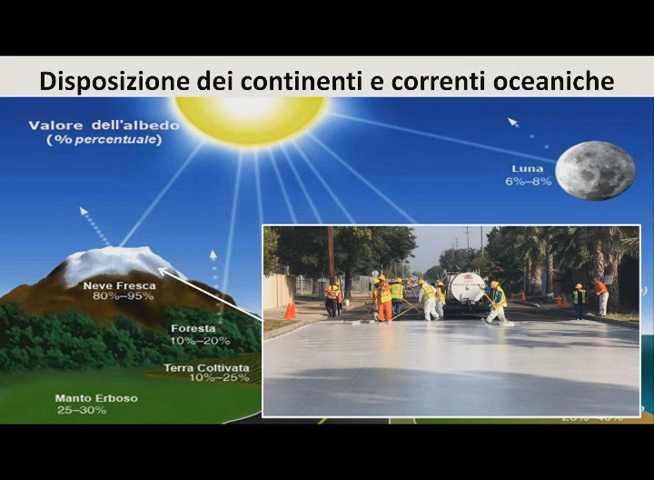 Disposizione dei continenti e correnti oceaniche
Valore dell'albedo
(% percentuale)
Luna
6%–8%
Neve Fresca
80%–95%
Foresta
10%–20%
Terra Coltivata
10%–25%
Manto Erboso
25–30%